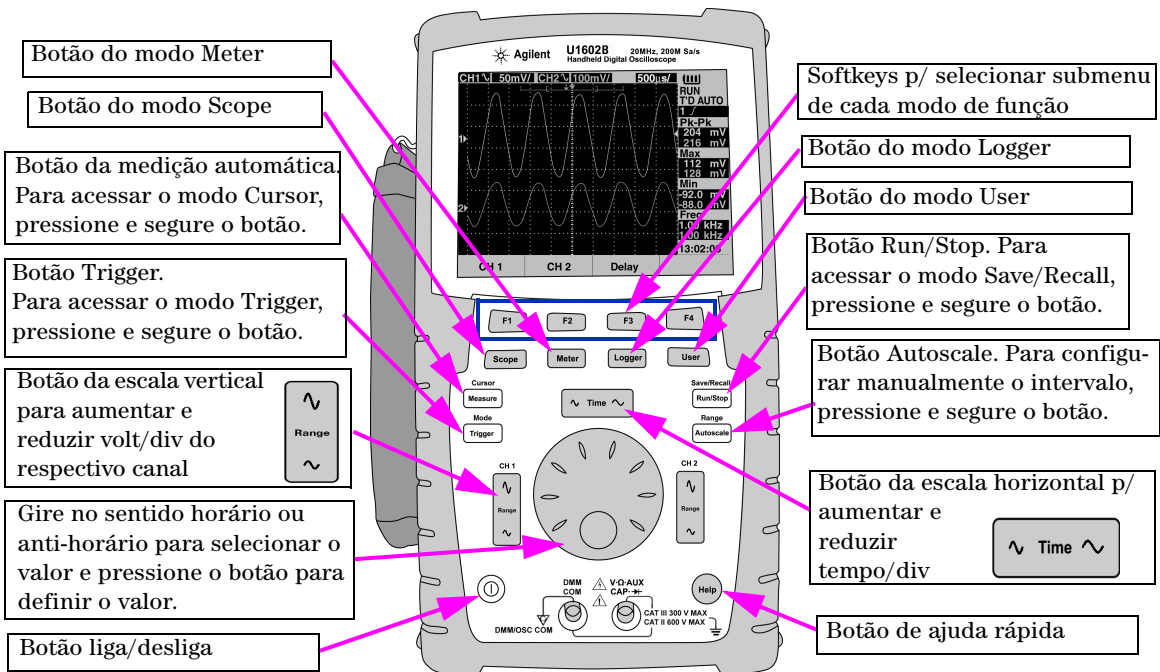 Botão do modo Meter
Botão do modo Scope
Botão da medição automática.
Para acessar o modo Cursor,
pressione e segure o botão.
Botão Trigger.
Para acessar o modo Trigger,
pressione e segure o botão.
Botão da escala vertical
para aumentar e
reduzir volt/div do
respectivo canal
Range
Gire no sentido horário ou
anti-horário para selecionar o
valor e pressione o botão para
definir o valor.
Botão liga/desliga
Agilent
U1602B
20MHz, 200M Sa/s
Handheld Digital Oscilloscope
CH1 50mV/ CH2 100mV/ 500µs/
RUN
T'D AUTO
1
Pk-Pk
204 mV
216 mV
Max
112 mV
128 mV
Min
-92.0 mV
-88.0 mV
Freq
1.00 kHz
1.00 kHz
1
2
CH 1 CH 2 Delay
F1 F2 F3 F4
Scope Meter Logger User
Cursor
Measure
Mode
Trigger
Time
Save/Recall
Run/Stop
Range
Autoscale
CH 1
Range
CH 2
Range
DMM
COM
V·Ω·AUX
CAP·
DMM/OSC COM
CAT III 300 V MAX
CAT II 600 V MAX
Help
Softkeys p/ selecionar submenu
de cada modo de função
Botão do modo Logger
Botão do modo User
Botão Run/Stop. Para
acessar o modo Save/Recall,
pressione e segure o botão.
Botão Autoscale. Para configu-
rar manualmente o intervalo,
pressione e segure o botão.
Botão da escala horizontal p/
aumentar e
reduzir
tempo/div
Time
Botão de ajuda rápida